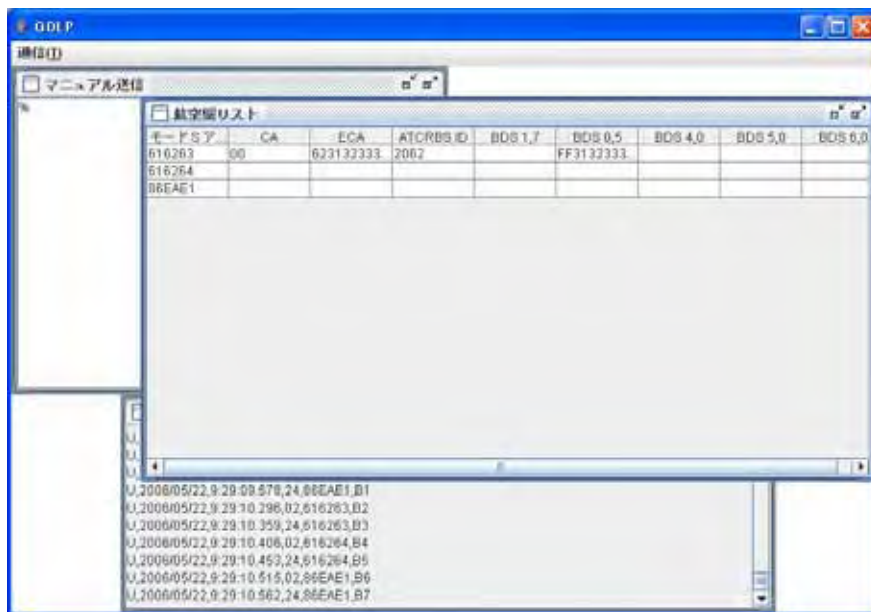 GDLP
通信(T)
マニュアル送信
航空機リスト
モードSア CA ECA ATCRBS ID BDS 1,7 BDS 0,5 BDS 4,0 BDS 5,0 BDS 6,0
616263 00 623132333 2062 FF3132333
616264
86EAE1
U,
U,
U,
U,2006/05/22,9:29:09.578,24,86EAE1,B1
U,2006/05/22,9:29:10.296,02,616263,B2
U,2006/05/22,9:29:10.359,24,616263,B3
U,2006/05/22,9:29:10.406,02,616264,B4
U,2006/05/22,9:29:10.453,24,616264,B5
U,2006/05/22,9:29:10.515,02,86EAE1,B6
U,2006/05/22,9:29:10.562,24,86EAE1,B7